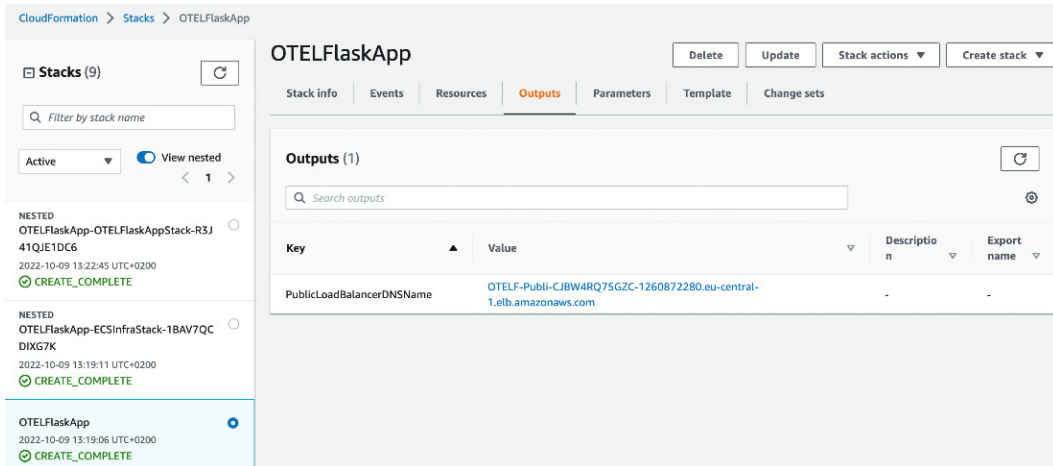 CloudFormation > Stacks > OTELFlaskApp
Stacks (9)
Filter by stack name
Active
View nested
< 1 >
NESTED
OTELFlaskApp-OTELFlaskAppStack-R3J
41QJE1DC6
2022-10-09 13:22:45 UTC+0200
CREATE_COMPLETE
NESTED
OTELFlaskApp-ECSInfraStack-1BAV7QC
DIXG7K
2022-10-09 13:19:11 UTC+0200
CREATE_COMPLETE
OTELFlaskApp
2022-10-09 13:19:06 UTC+0200
CREATE_COMPLETE
OTELFlaskApp
Delete Update Stack actions ▼ Create stack ▼
Stack info Events Resources Outputs Parameters Template Change sets
Outputs (1)
Search outputs
Key Value Descriptio
n Export
name
PublicLoadBalancerDNSName OTELF-Publi-CJBW4RQ75GZC-1260872280.eu-central-
1.elb.amazonaws.com - -